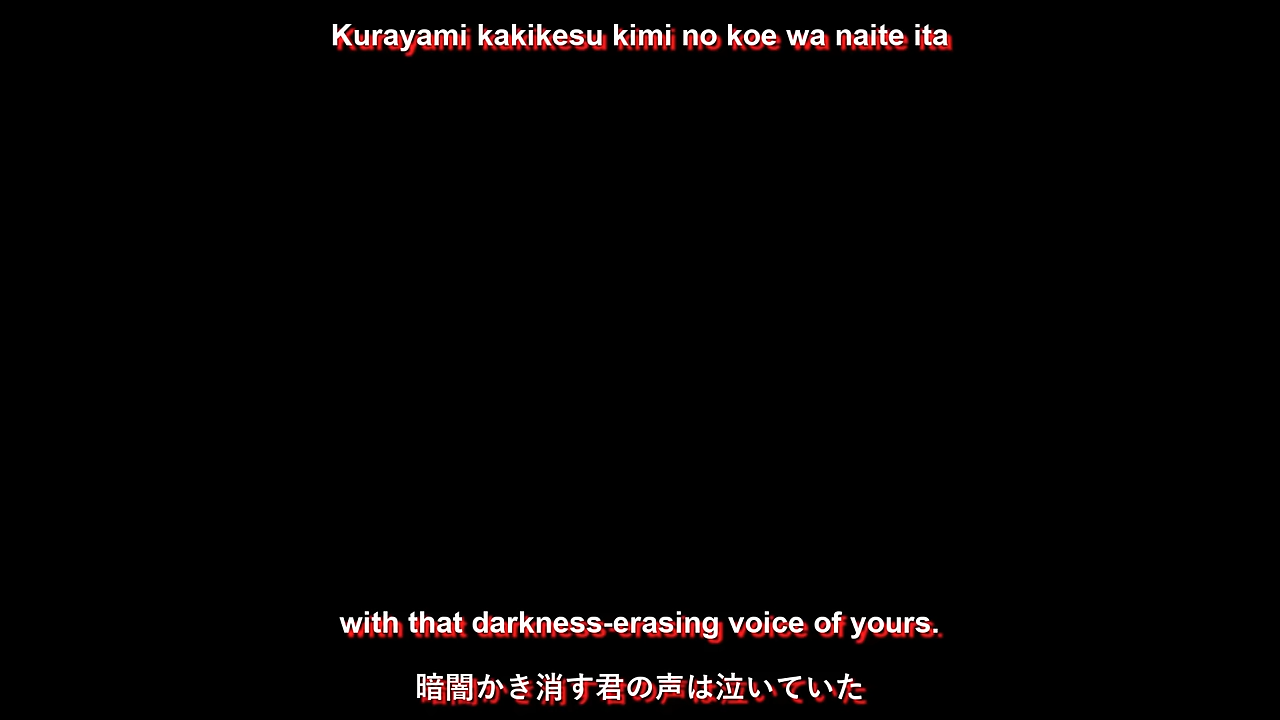 Kurayami kakikesu kimi no koe wa naite ita
with that darkness-erasing voice of yours.
暗闇かき消す君の声は泣いていた